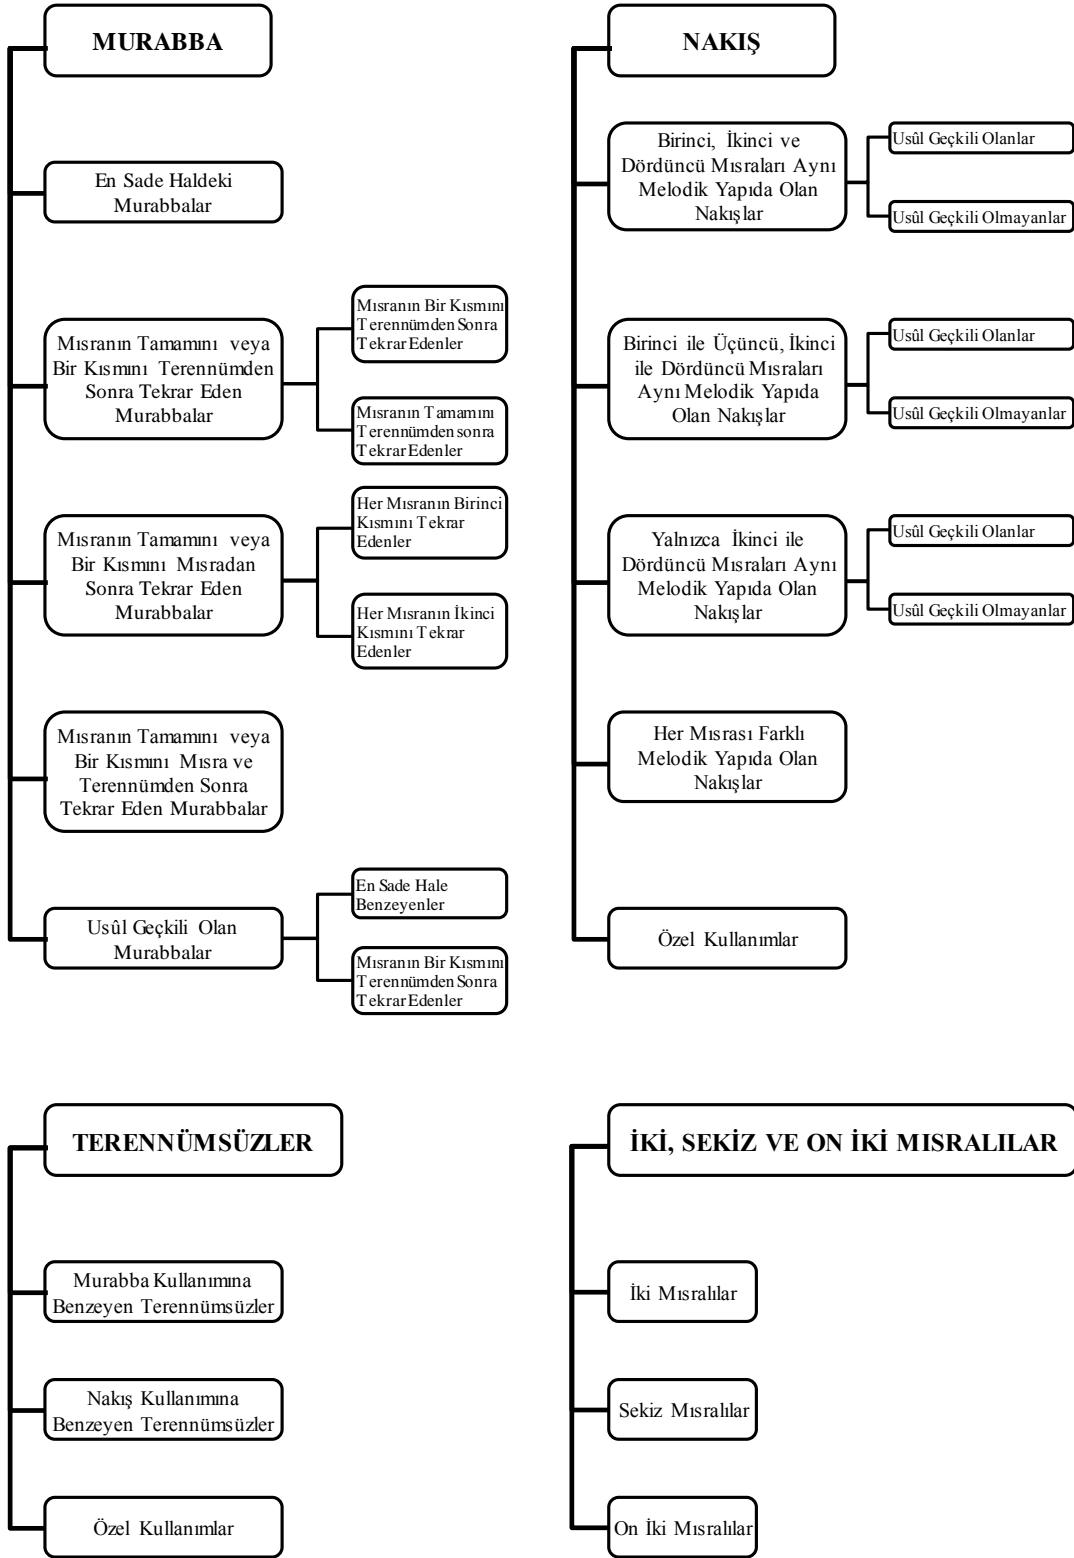 MURABBA
En Sade Haldeki
Murabbalar
Mısranın Tamamını veya
Bir Kısmını Terennümden
Sonra Tekrar Eden
Murabbalar
Mısranın Bir Kısmını
Terennümden Sonra
Tekrar Edenler
Mısranın Tamamını
Terennümden sonra
Tekrar Edenler
Mısranın Tamamını veya
Bir Kısmını Mısradan
Sonra Tekrar Eden
Murabbalar
Her Mısranın Birinci
Kısmını Tekrar
Edenler
Her Mısranın İkinci
Kısmını Tekrar
Edenler
Mısranın Tamamını veya
Bir Kısmını Mısra ve
Terennümden Sonra
Tekrar Eden Murabbalar
Usûl Geçkili Olan
Murabbalar
En Sade Hale
Benzeyenler
Mısranın Bir Kısmını
Terennümden Sonra
Tekrar Edenler
NAKIŞ
Birinci, İkinci ve
Dördüncü Mısraları Aynı
Melodik Yapıda Olan
Nakışlar
Usûl Geçkili Olanlar
Usûl Geçkili Olmayanlar
Birinci ile Üçüncü, İkinci
ile Dördüncü Mısraları
Aynı Melodik Yapıda
Olan Nakışlar
Usûl Geçkili Olanlar
Usûl Geçkili Olmayanlar
Yalnızca İkinci ile
Dördüncü Mısraları Aynı
Melodik Yapıda Olan
Nakışlar
Usûl Geçkili Olanlar
Usûl Geçkili Olmayanlar
Her Mısrası Farklı
Melodik Yapıda Olan
Nakışlar
Özel Kullanımlar
TERENNÜMSÜZLER
Murabba Kullanımına
Benzeyen Terennümsüzler
Nakış Kullanımına
Benzeyen Terennümsüzler
Özel Kullanımlar
İKİ, SEKİZ VE ON İKİ MISRALILAR
İki Mısralılar
Sekiz Mısralılar
On İki Mısralılar